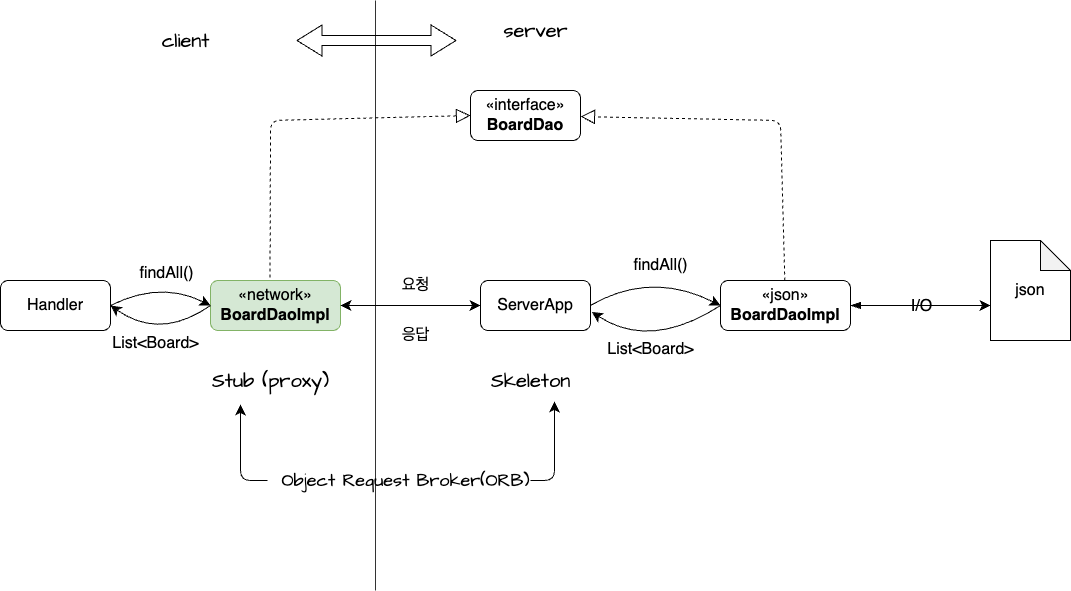 client
server
«interface»
BoardDao
findAll()
findAll()
Handler
«network»
BoardDaoImpl
요청
응답
ServerApp
«json»
BoardDaoImpl
I/O
json
List<Board>
List<Board>
Stub (proxy)
Skeleton
Object Request Broker(ORB)